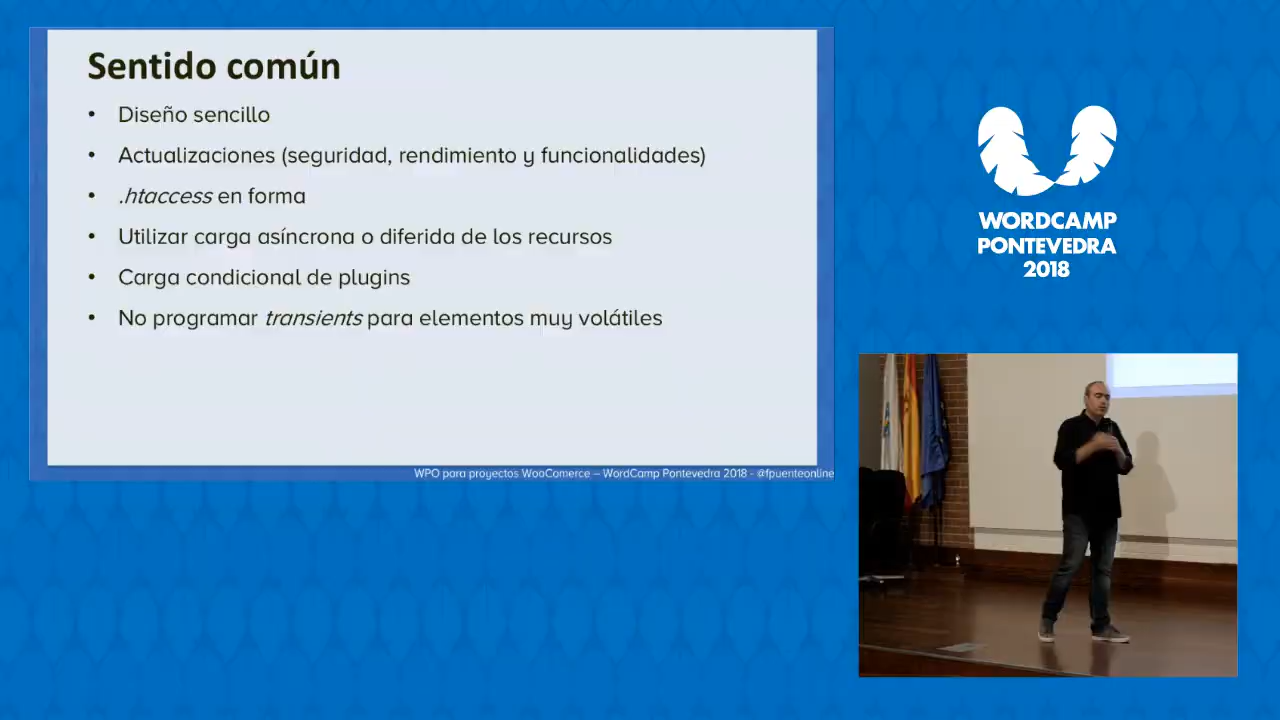 Sentido común
• Diseño sencillo
• Actualizaciones (seguridad, rendimiento y funcionalidades)
• .htaccess en forma
• Utilizar carga asíncrona o diferida de los recursos
• Carga condicional de plugins
• No programar transients para elementos muy volátiles
WPO para proyectos WooComerce – WordCamp Pontevedra 2018 - @fpuenteonline
WORDCAMP
PONTEVEDRA
2018